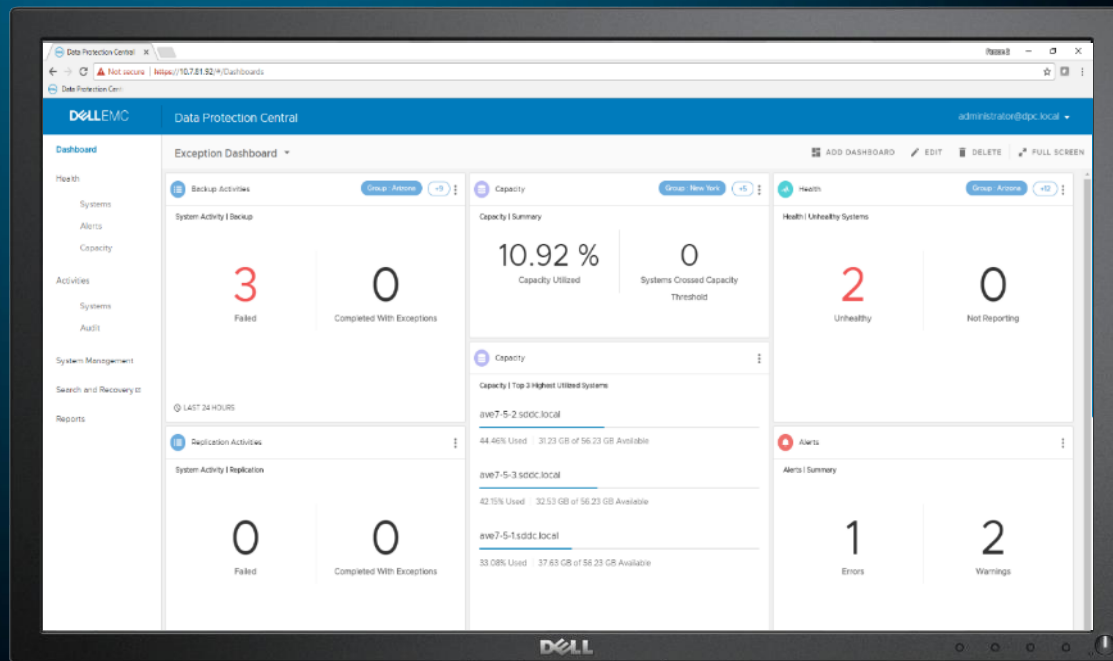 Data Protection Central
Not secure | https://10.7.81.92/#/Dashboards
Data Protection Cent
DELLEMC
Data Protection Central
administrator@dpc.local
Dashboard
Health
Systems
Alerts
Capacity
Activities
Systems
Audit
System Management
Search and Recovery
Reports
Exception Dashboard
ADD DASHBOARD
EDIT
DELETE
FULL SCREEN
Backup Activities
Group : Arizona
+9
System Activity | Backup
3
Failed
0
Completed With Exceptions
LAST 24 HOURS
Capacity
Group : New York
+5
Capacity | Summary
10.92 %
Capacity Utilized
0
Systems Crossed Capacity
Threshold
Health
Group : Arizona
+12
Health | Unhealthy Systems
2
Unhealthy
0
Not Reporting
Replication Activities
System Activity | Replication
0
Failed
0
Completed With Exceptions
Capacity
Capacity | Top 3 Highest Utilized Systems
ave7-5-2.sddc.local
44.46% Used | 31.23 GB of 56.23 GB Available
ave7-5-3.sddc.local
42.15% Used | 32.53 GB of 56.23 GB Available
ave7-5-1.sddc.local
33.08% Used | 37.63 GB of 56.23 GB Available
Alerts
Alerts | Summary
1
Errors
2
Warnings
DELL